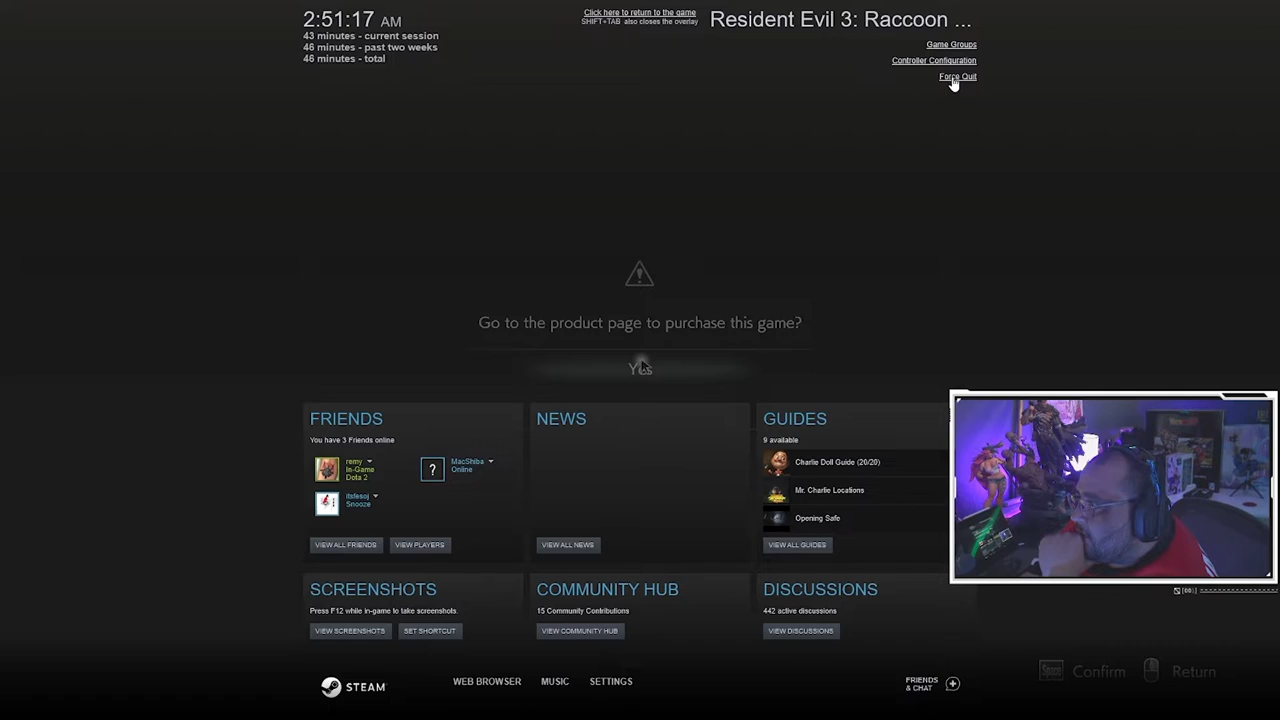 2:51:17 AM
43 minutes - current session
46 minutes - past two weeks
46 minutes - total
Click here to return to the game
SHIFT+TAB also closes the overlay
Resident Evil 3: Raccoon ...
Game Groups
Controller Configuration
Force Quit
Go to the product page to purchase this game?
Yes
FRIENDS
You have 3 Friends online
remy
In-Game
Dota 2
? MacShiba
Online
itsfesoj
Snooze
VIEW ALL FRIENDS VIEW PLAYERS
NEWS
VIEW ALL NEWS
GUIDES
9 available
Charlie Doll Guide (20/20)
Mr. Charlie Locations
Opening Safe
VIEW ALL GUIDES
SCREENSHOTS
Press F12 while in-game to take screenshots.
VIEW SCREENSHOTS SET SHORTCUT
COMMUNITY HUB
15 Community Contributions
VIEW COMMUNITY HUB
DISCUSSIONS
442 active discussions
VIEW DISCUSSIONS
Space Confirm Return
STEAM
WEB BROWSER MUSIC SETTINGS
FRIENDS
& CHAT